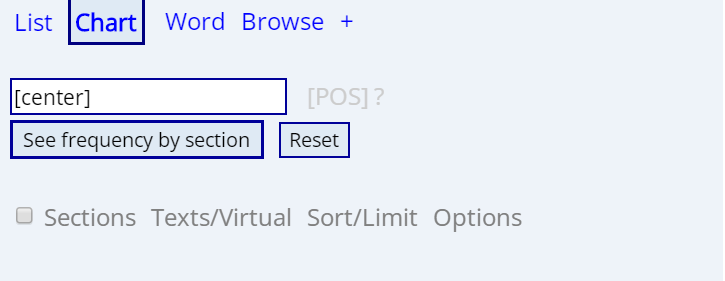 List Chart Word Browse +
[center] [POS] ?
See frequency by section Reset
Sections Texts/Virtual Sort/Limit Options